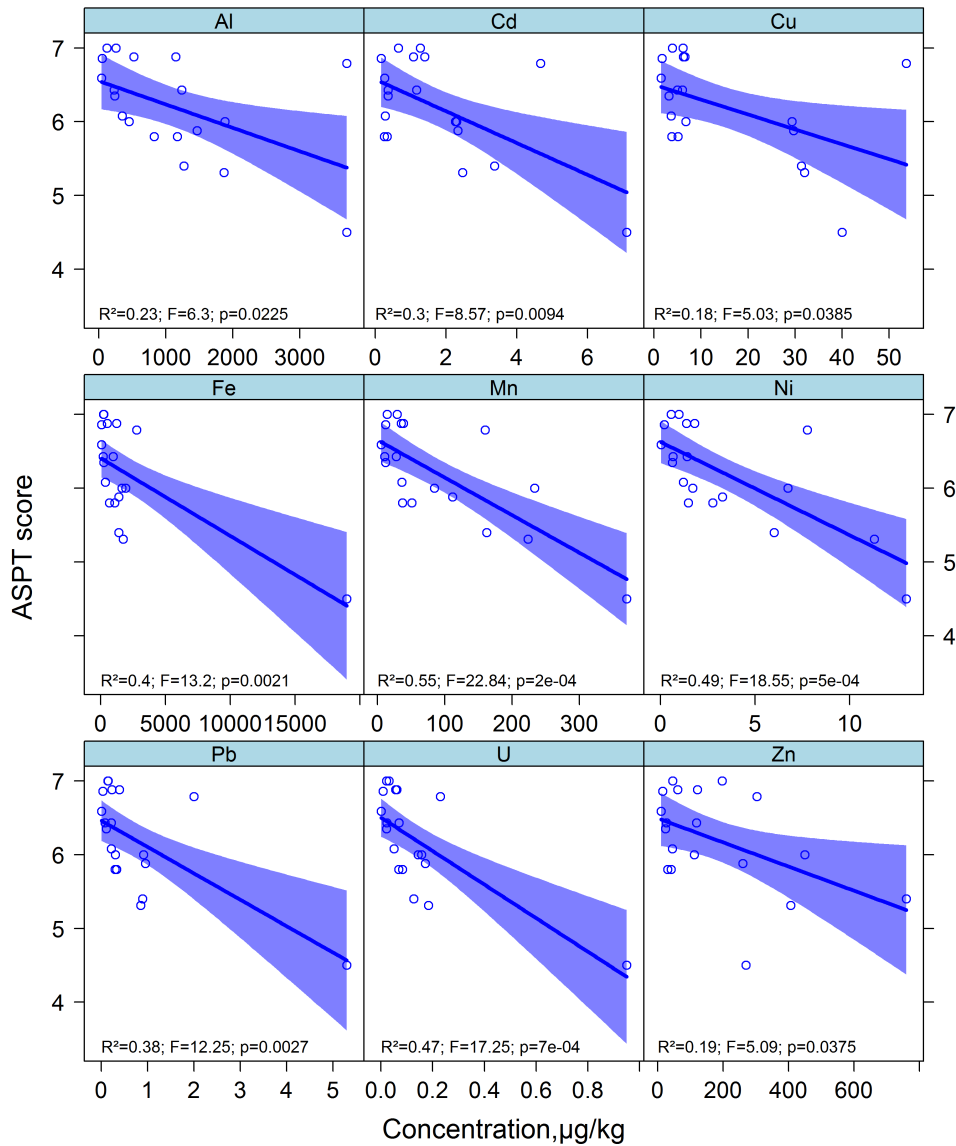 Al Cd Cu
7
6
5
4
R²=0.23; F=6.3; p=0.0225 R²=0.3; F=8.57; p=0.0094 R²=0.18; F=5.03; p=0.0385
0 1000 2000 3000 0 2 4 6 0 10 20 30 40 50
Fe Mn Ni
7
6
5
4
R²=0.4; F=13.2; p=0.0021 R²=0.55; F=22.84; p=2e-04 R²=0.49; F=18.55; p=5e-04
0 5000 10000 15000 0 100 200 300 0 5 10
Pb U Zn
7
6
5
4
R²=0.38; F=12.25; p=0.0027 R²=0.47; F=17.25; p=7e-04 R²=0.19; F=5.09; p=0.0375
0 1 2 3 4 5 0.0 0.2 0.4 0.6 0.8 0 200 400 600
ASPT score
Concentration,µg/kg